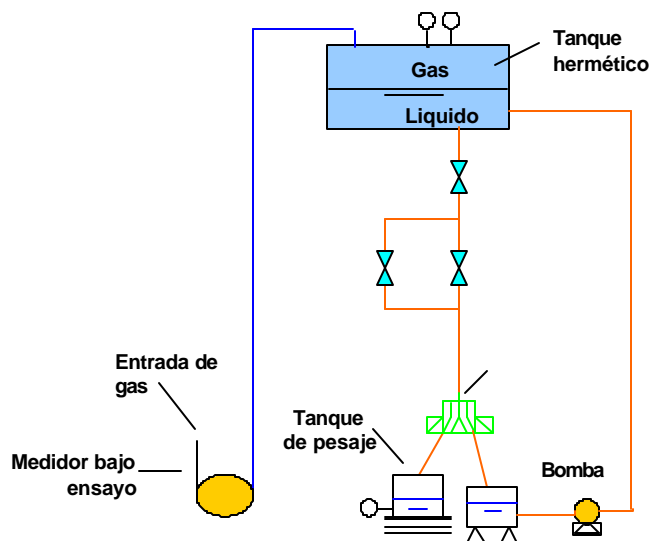 Tanque
hermético
Gas
Liquido
Entrada de
gas
Tanque
de pesaje
Medidor bajo
ensayo
Bomba